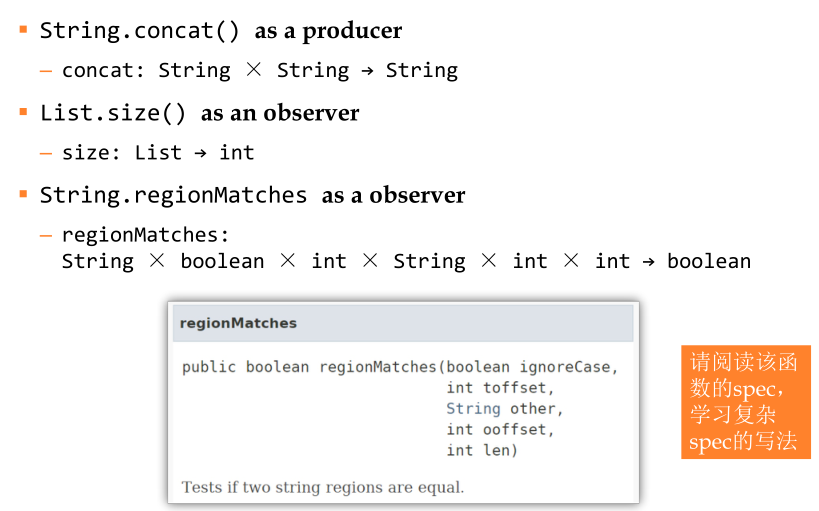 ▪ String.concat() as a producer
– concat: String × String → String
▪ List.size() as an observer
– size: List → int
▪ String.regionMatches as a observer
– regionMatches:
String × boolean × int × String × int × int → boolean
regionMatches
public boolean regionMatches(boolean ignoreCase,
int toffset,
String other,
int ooffset,
int len)
Tests if two string regions are equal.
请阅读该函
数的spec，
学习复杂
spec的写法